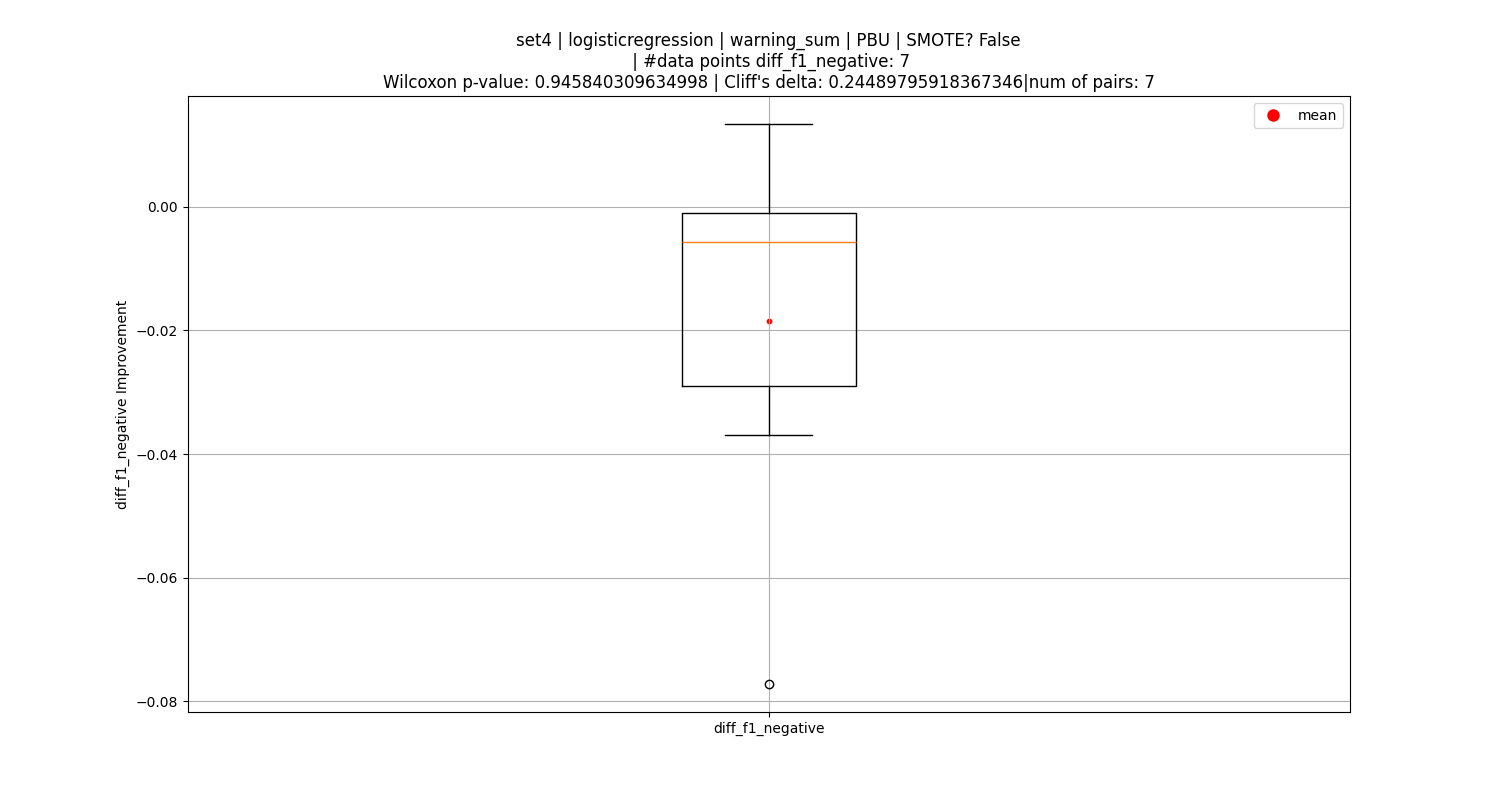 set4 | logisticregression | warning_sum | PBU | SMOTE? False
| #data points diff_f1_negative: 7
Wilcoxon p-value: 0.945840309634998 | Cliff's delta: 0.24489795918367346|num of pairs: 7
mean
0.00
−0.02
−0.04
−0.06
−0.08
diff_f1_negative Improvement
diff_f1_negative